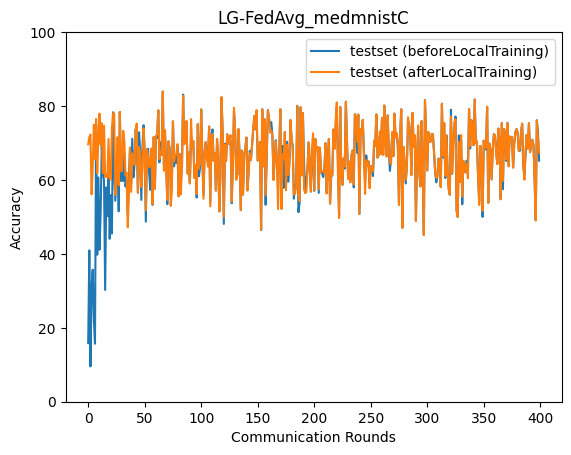 LG-FedAvg_medmnistC
testset (beforeLocalTraining)
testset (afterLocalTraining)
Accuracy
100
80
60
40
20
0
0 50 100 150 200 250 300 350 400
Communication Rounds